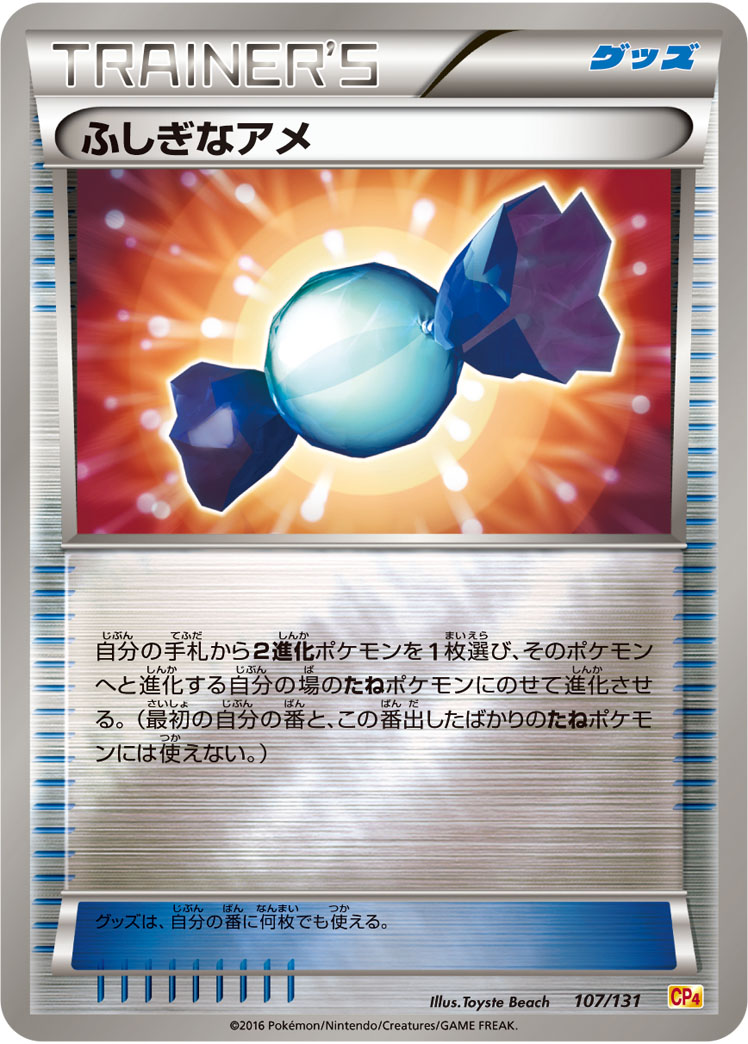 TRAINER'S
グッズ
ふしぎなアメ
自分の手札から2進化ポケモンを1枚選び、そのポケモン
へと進化する自分の場のたねポケモンにのせて進化させ
る。（最初の自分の番と、この番出したばかりのたねポケモ
ンには使えない。）
グッズは、自分の番に何枚でも使える。
Illus.Toyste Beach 107/131 CP4
©2016 Pokémon/Nintendo/Creatures/GAME FREAK.